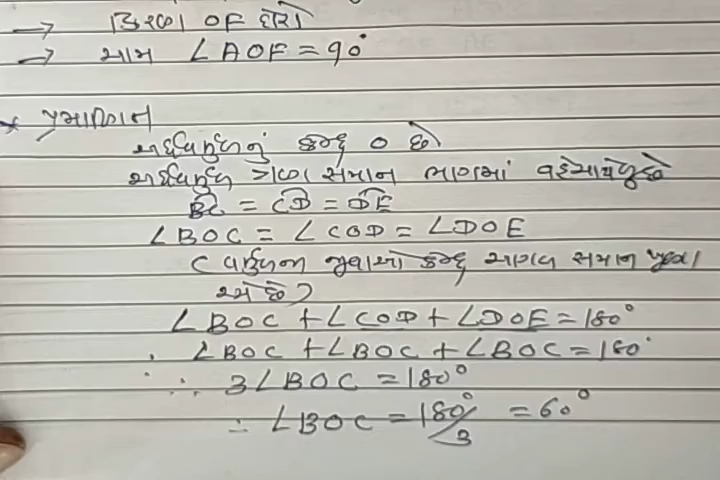 → કિરણ OF દોરો
→ આમ ∠AOF = 90°
* પ્રમાણિત
અર્ધવર્તુળનું કેન્દ્ર O છે
અર્ધવર્તુળ ત્રણ સમાન ભાગમાં વહેંચાયેલું છે
BC = CD = DE
∠BOC = ∠COD = ∠DOE
( વર્તુળના જીવાઓ કેન્દ્ર આગળ સમાન ખૂણા
રચે છે )
∠BOC + ∠COD + ∠DOE = 180°
∴ ∠BOC + ∠BOC + ∠BOC = 180°
∴ 3∠BOC = 180°
∴ ∠BOC = 180°/3 = 60°